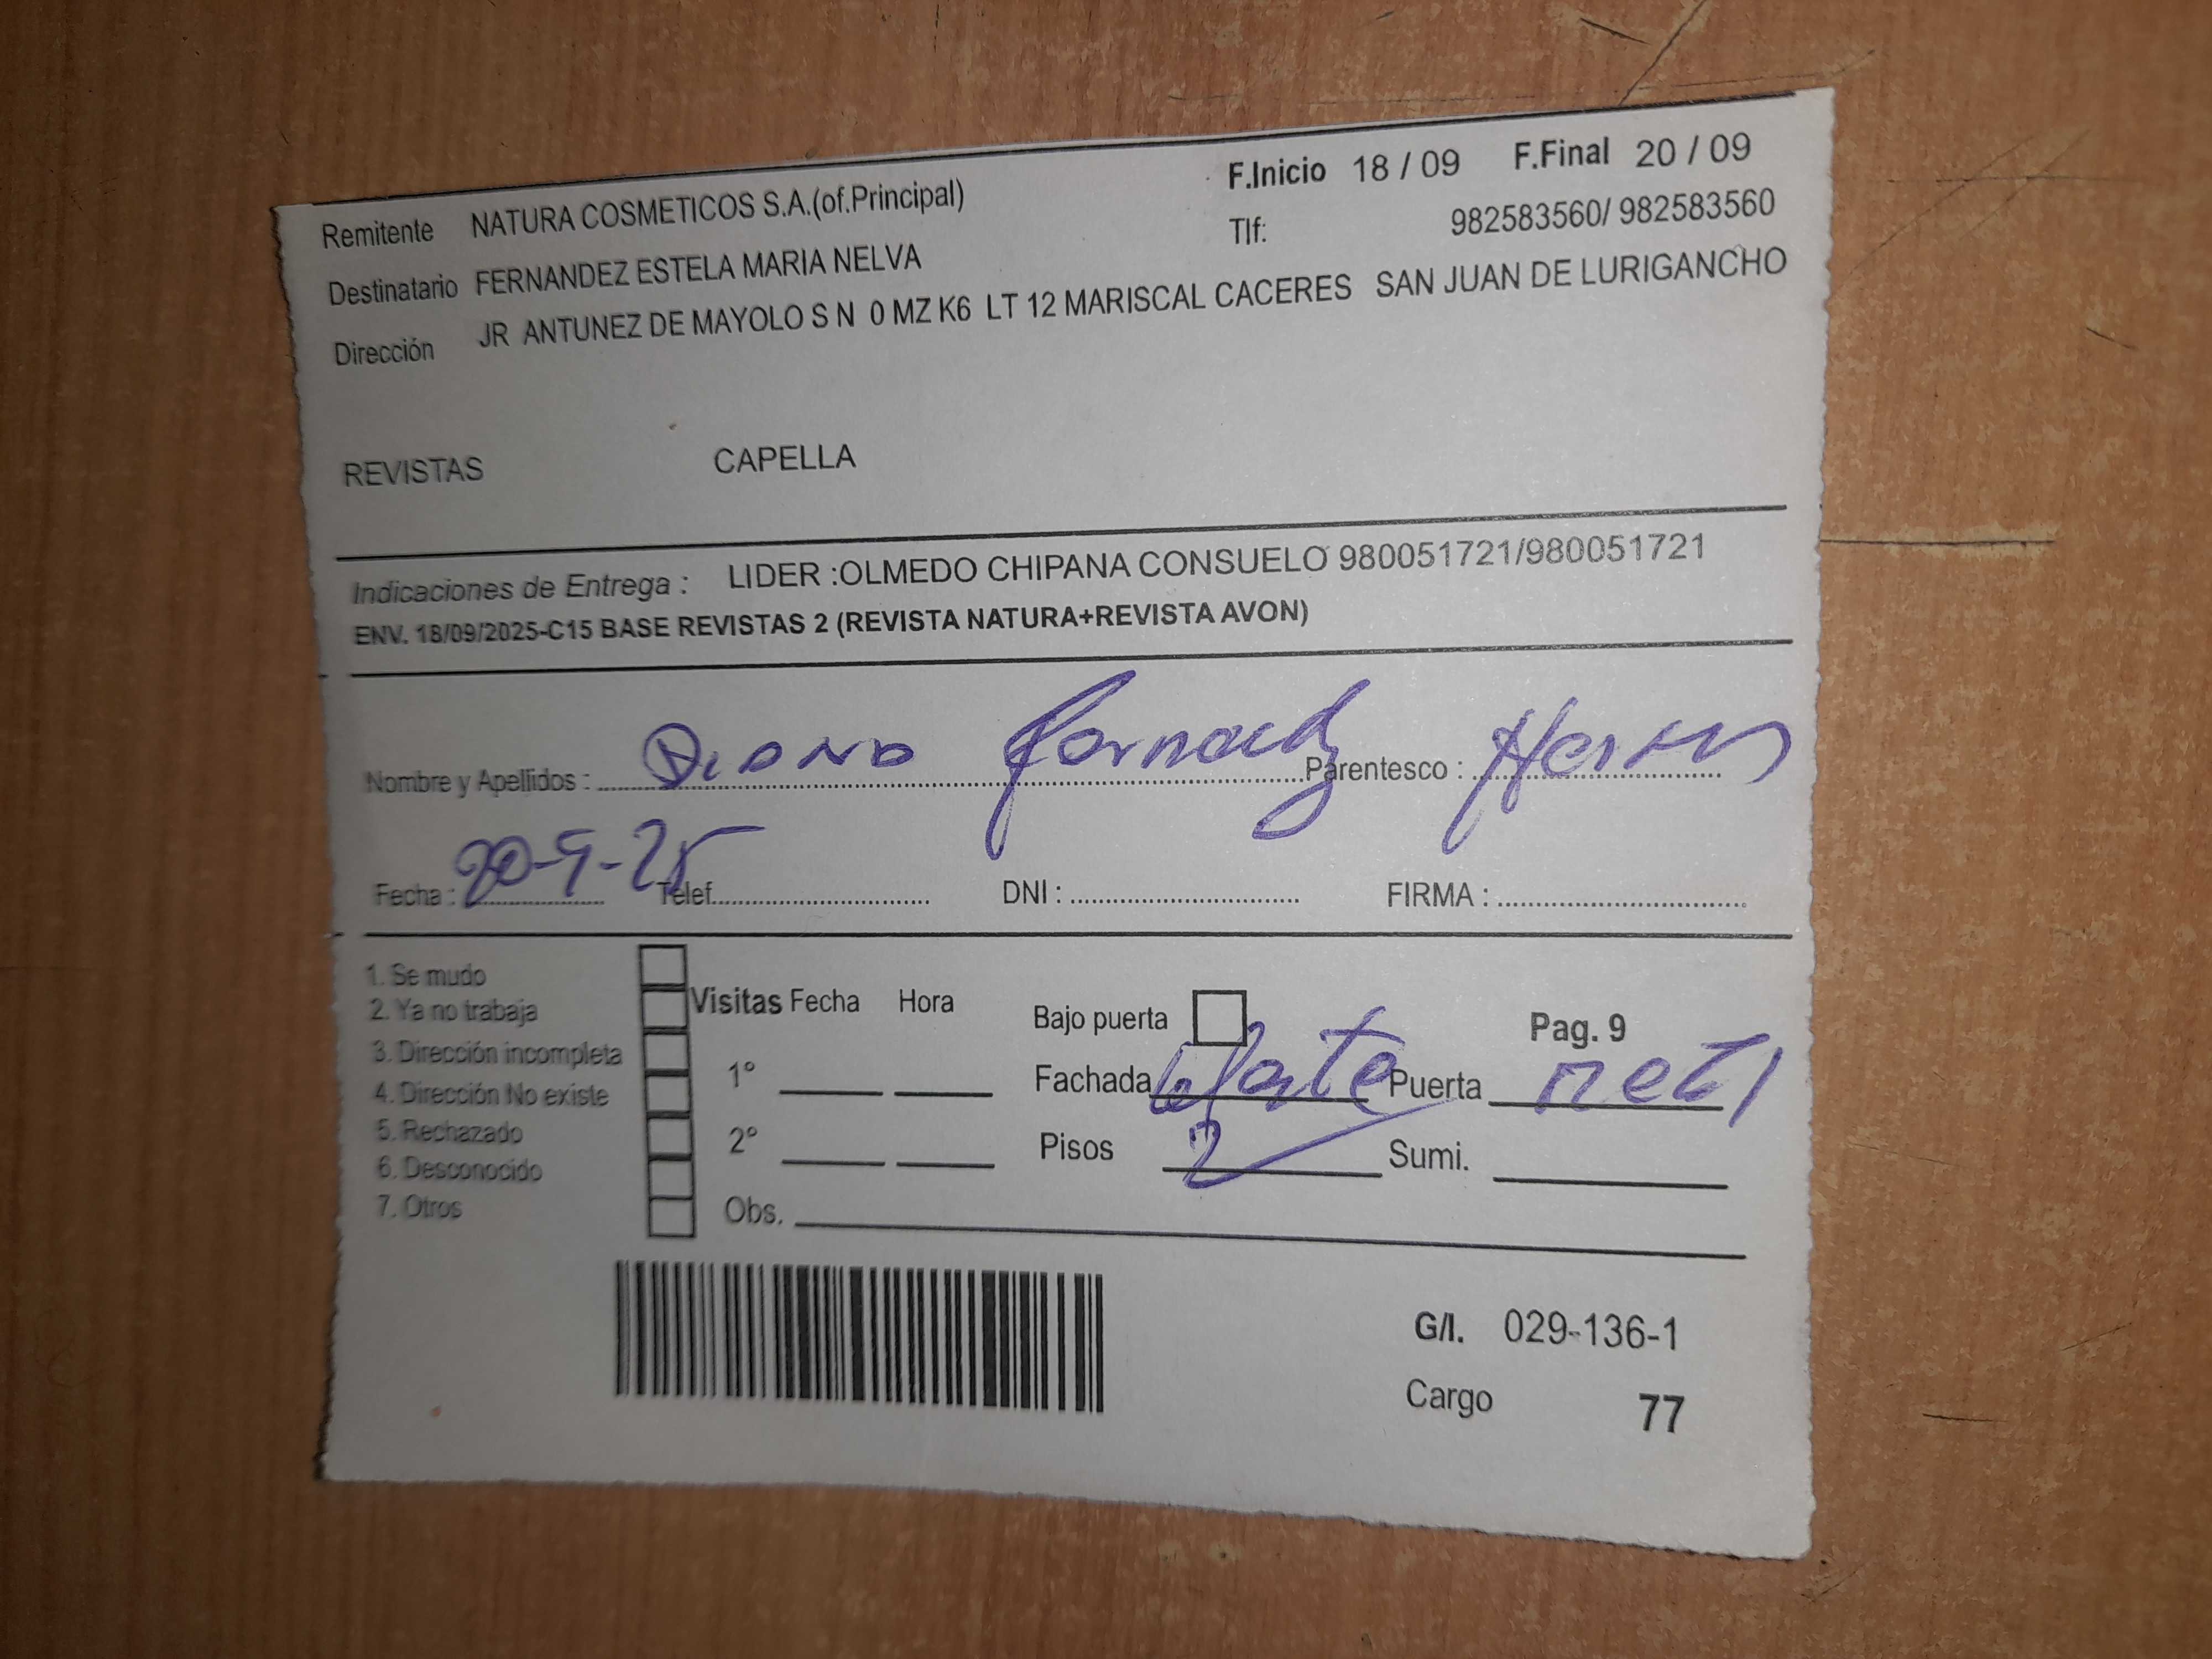 F.Inicio 18 / 09 F.Final 20 / 09
Remitente NATURA COSMETICOS S.A.(of.Principal)
Tlf: 982583560/ 982583560
Destinatario FERNANDEZ ESTELA MARIA NELVA
Dirección JR ANTUNEZ DE MAYOLO S N 0 MZ K6 LT 12 MARISCAL CACERES SAN JUAN DE LURIGANCHO
REVISTAS CAPELLA
Indicaciones de Entrega : LIDER :OLMEDO CHIPANA CONSUELO 980051721/980051721
ENV. 18/09/2025-C15 BASE REVISTAS 2 (REVISTA NATURA+REVISTA AVON)
Nombre y Apellidos : Parentesco :
Fecha : 20-9-25 Telef. DNI : FIRMA :
1. Se mudo
2. Ya no trabaja
3. Dirección incompleta
4. Dirección No existe
5. Rechazado
6. Desconocido
7. Otros
Visitas Fecha Hora
1°
2°
Obs.
Bajo puerta Pag. 9
Fachada Puerta
Pisos 2 Sumi.
G/I. 029-136-1
Cargo 77